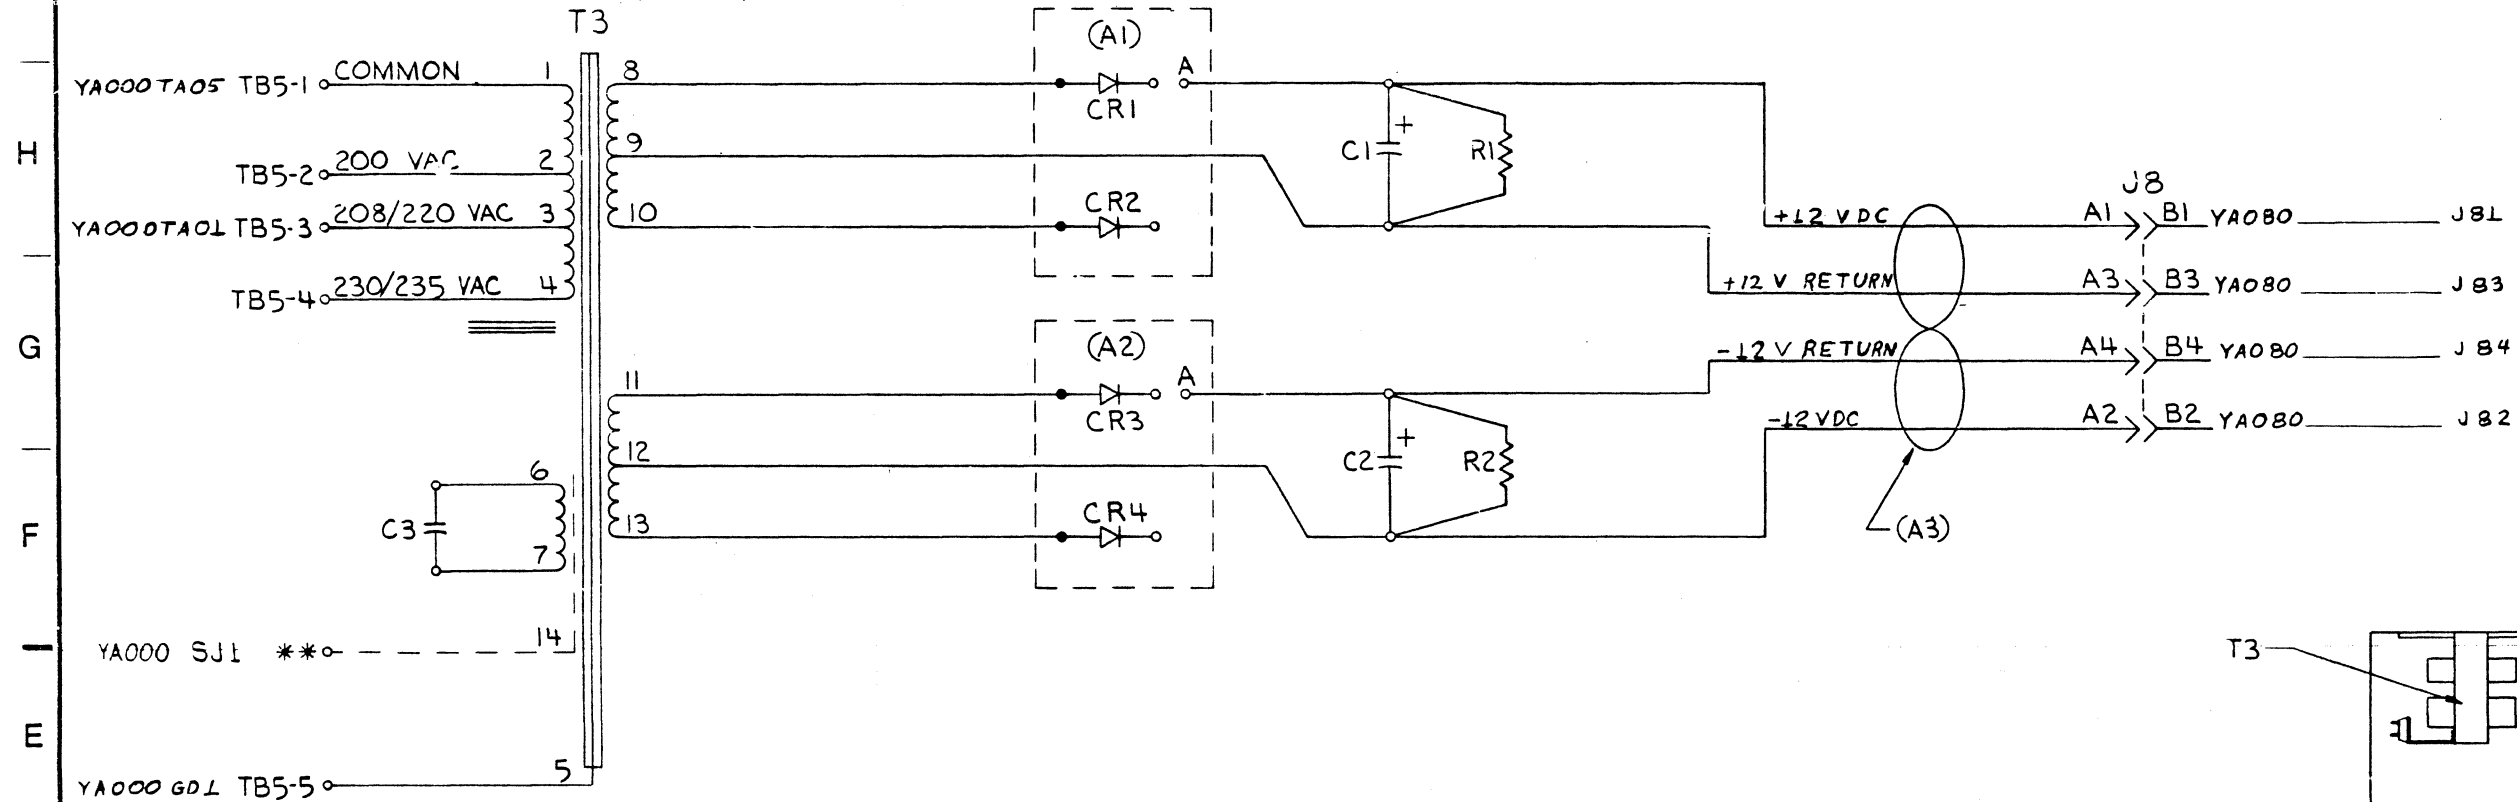 T3
(A1)
YA000TA05 TB5-1 COMMON 1
8
A
CR1
H
TB5-2 200 VAC 2
9
+
C1
R1
YA000TA01 TB5-3 208/220 VAC 3
10
CR2
J8
+12 VDC A1 B1 YA080 J81
TB5-4 230/235 VAC 4
+12 V RETURN A3 B3 YA080 J83
G
(A2)
-12 V RETURN A4 B4 YA080 J84
11
A
CR3
-12 VDC A2 B2 YA080 J82
12
+
C2
R2
6
C3
7
F
13
CR4
(A3)
YA000 SJ1 ** 14
T3
E
5
YA000 GD1 TB5-5